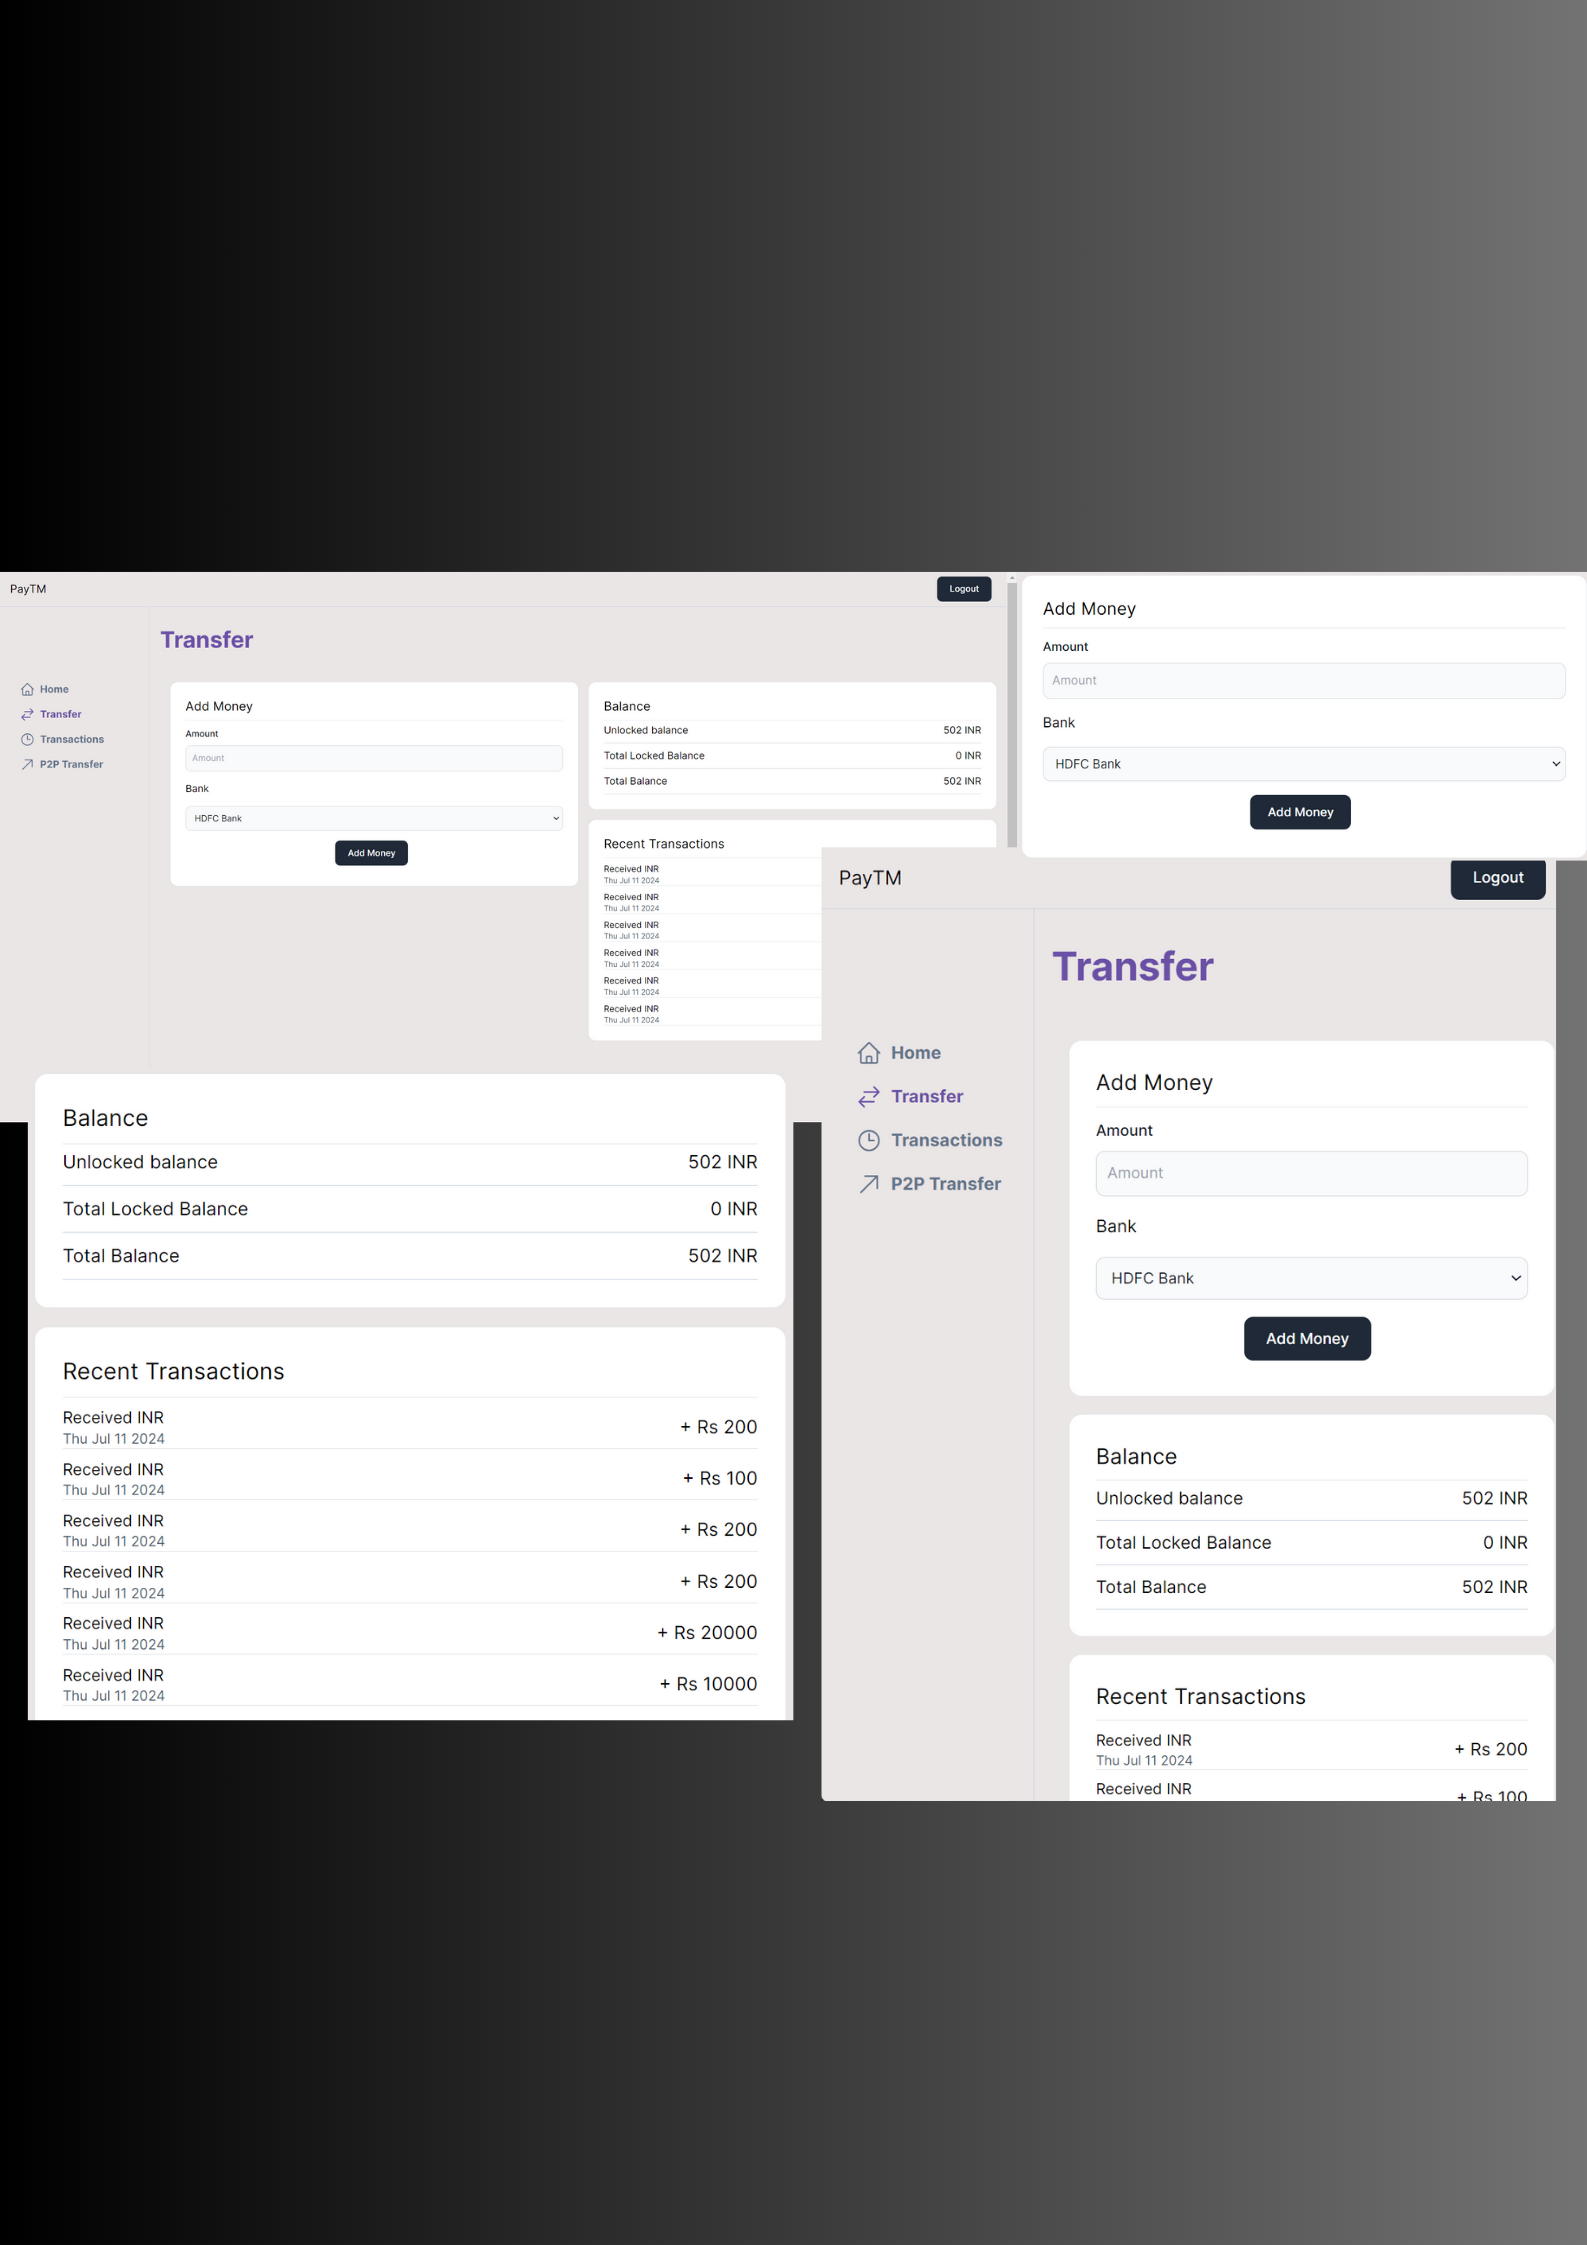 PayTM
Logout
Transfer
Home
Transfer
Transactions
P2P Transfer
Add Money
Amount
Amount
Bank
HDFC Bank
Add Money
Balance
Unlocked balance 502 INR
Total Locked Balance 0 INR
Total Balance 502 INR
Recent Transactions
Received INR
Thu Jul 11 2024
Received INR
Thu Jul 11 2024
Received INR
Thu Jul 11 2024
Received INR
Thu Jul 11 2024
Received INR
Thu Jul 11 2024
Received INR
Thu Jul 11 2024
Add Money
Amount
Amount
Bank
HDFC Bank
Add Money
Balance
Unlocked balance 502 INR
Total Locked Balance 0 INR
Total Balance 502 INR
Recent Transactions
Received INR + Rs 200
Thu Jul 11 2024
Received INR + Rs 100
Thu Jul 11 2024
Received INR + Rs 200
Thu Jul 11 2024
Received INR + Rs 200
Thu Jul 11 2024
Received INR + Rs 20000
Thu Jul 11 2024
Received INR + Rs 10000
Thu Jul 11 2024
PayTM
Logout
Transfer
Home
Transfer
Transactions
P2P Transfer
Add Money
Amount
Amount
Bank
HDFC Bank
Add Money
Balance
Unlocked balance 502 INR
Total Locked Balance 0 INR
Total Balance 502 INR
Recent Transactions
Received INR + Rs 200
Thu Jul 11 2024
Received INR + Rs 100